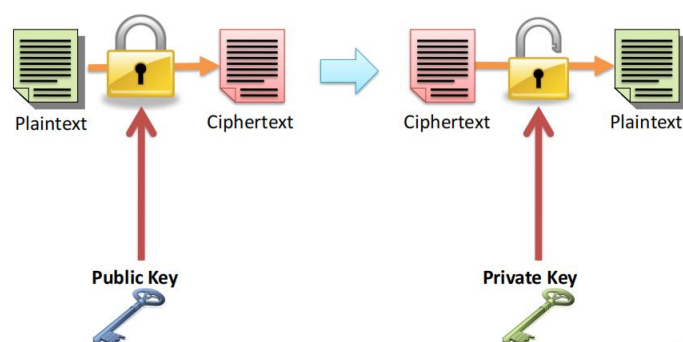 Plaintext
Ciphertext
Ciphertext
Plaintext
Public Key
Private Key